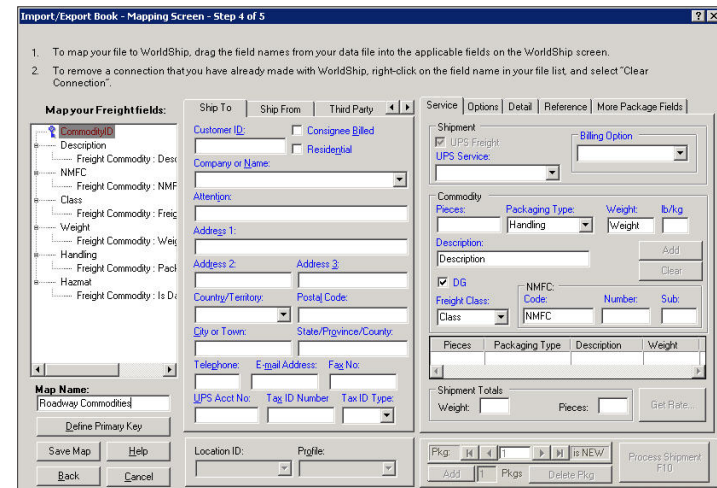 Import/Export Book - Mapping Screen - Step 4 of 5
1. To map your file to WorldShip, drag the field names from your data file into the applicable fields on the WorldShip screen.
2. To remove a connection that you have already made with WorldShip, right-click on the field name in your file list, and select "Clear
Connection".
Map your Freight fields:
CommodityID
Description
Freight Commodity : Desc
NMFC
Freight Commodity : NMF
Class
Freight Commodity : Freig
Weight
Freight Commodity : Weig
Handling
Freight Commodity : Pack
Hazmat
Freight Commodity : Is Da
Map Name:
Roadway Commodities
Define Primary Key
Save Map Help
Back Cancel
Ship To Ship From Third Party
Customer ID: Consignee Billed
Residential
Company or Name:
Attention:
Address 1:
Address 2: Address 3:
Country/Territory: Postal Code:
City or Town: State/Province/County:
Telephone: E-mail Address: Fax No:
UPS Acct No: Tax ID Number Tax ID Type:
Location ID: Profile:
Service Options Detail Reference More Package Fields
Shipment
UPS Freight
Billing Option
UPS Service:
Commodity
Pieces: Packaging Type: Weight: lb/kg
Handling Weight
Description:
Description
Add
Clear
DG
Freight Class:
Class
NMFC:
Code: Number: Sub:
NMFC
Pieces Packaging Type Description Weight
Shipment Totals
Weight: Pieces:
Get Rate...
Pkg: 1 is NEW
Add 1 Pkgs Delete Pkg
Process Shipment
F10